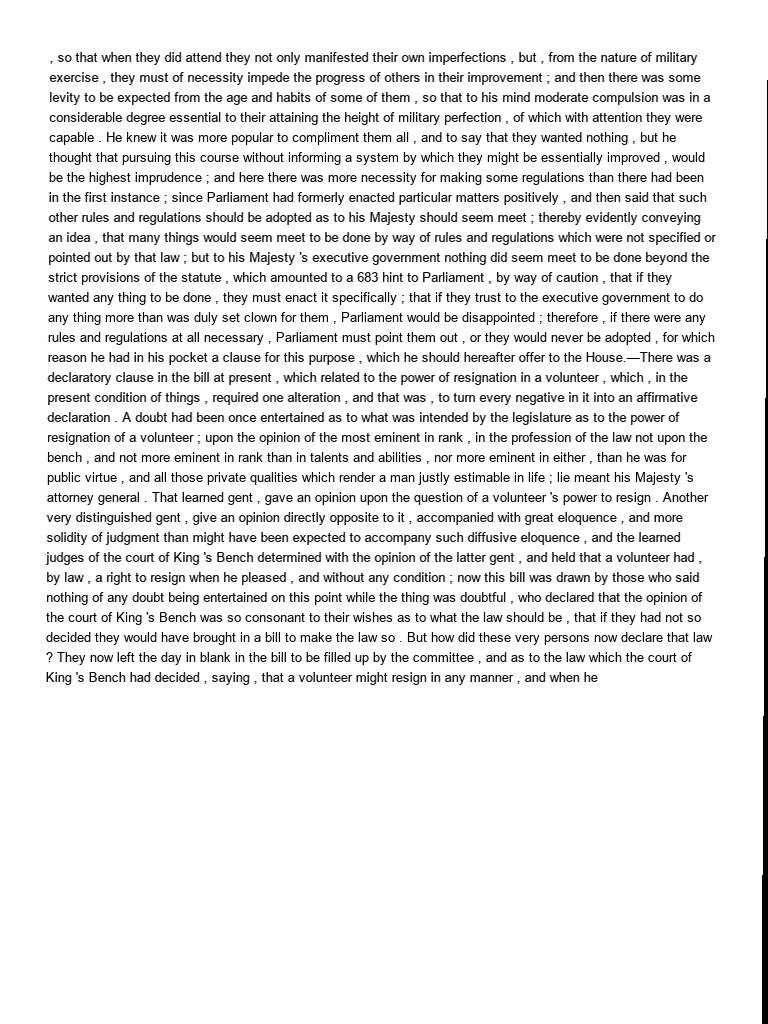 , so that when they did attend they not only manifested their own imperfections , but , from the nature of military
exercise , they must of necessity impede the progress of others in their improvement ; and then there was some
levity to be expected from the age and habits of some of them , so that to his mind moderate compulsion was in a
considerable degree essential to their attaining the height of military perfection , of which with attention they were
capable . He knew it was more popular to compliment them all , and to say that they wanted nothing , but he
thought that pursuing this course without informing a system by which they might be essentially improved , would
be the highest imprudence ; and here there was more necessity for making some regulations than there had been
in the first instance ; since Parliament had formerly enacted particular matters positively , and then said that such
other rules and regulations should be adopted as to his Majesty should seem meet ; thereby evidently conveying
an idea , that many things would seem meet to be done by way of rules and regulations which were not specified or
pointed out by that law ; but to his Majesty 's executive government nothing did seem meet to be done beyond the
strict provisions of the statute , which amounted to a 683 hint to Parliament , by way of caution , that if they
wanted any thing to be done , they must enact it specifically ; that if they trust to the executive government to do
any thing more than was duly set clown for them , Parliament would be disappointed ; therefore , if there were any
rules and regulations at all necessary , Parliament must point them out , or they would never be adopted , for which
reason he had in his pocket a clause for this purpose , which he should hereafter offer to the House.—There was a
declaratory clause in the bill at present , which related to the power of resignation in a volunteer , which , in the
present condition of things , required one alteration , and that was , to turn every negative in it into an affirmative
declaration . A doubt had been once entertained as to what was intended by the legislature as to the power of
resignation of a volunteer ; upon the opinion of the most eminent in rank , in the profession of the law not upon the
bench , and not more eminent in rank than in talents and abilities , nor more eminent in either , than he was for
public virtue , and all those private qualities which render a man justly estimable in life ; lie meant his Majesty 's
attorney general . That learned gent , gave an opinion upon the question of a volunteer 's power to resign . Another
very distinguished gent , give an opinion directly opposite to it , accompanied with great eloquence , and more
solidity of judgment than might have been expected to accompany such diffusive eloquence , and the learned
judges of the court of King 's Bench determined with the opinion of the latter gent , and held that a volunteer had ,
by law , a right to resign when he pleased , and without any condition ; now this bill was drawn by those who said
nothing of any doubt being entertained on this point while the thing was doubtful , who declared that the opinion of
the court of King 's Bench was so consonant to their wishes as to what the law should be , that if they had not so
decided they would have brought in a bill to make the law so . But how did these very persons now declare that law
? They now left the day in blank in the bill to be filled up by the committee , and as to the law which the court of
King 's Bench had decided , saying , that a volunteer might resign in any manner , and when he